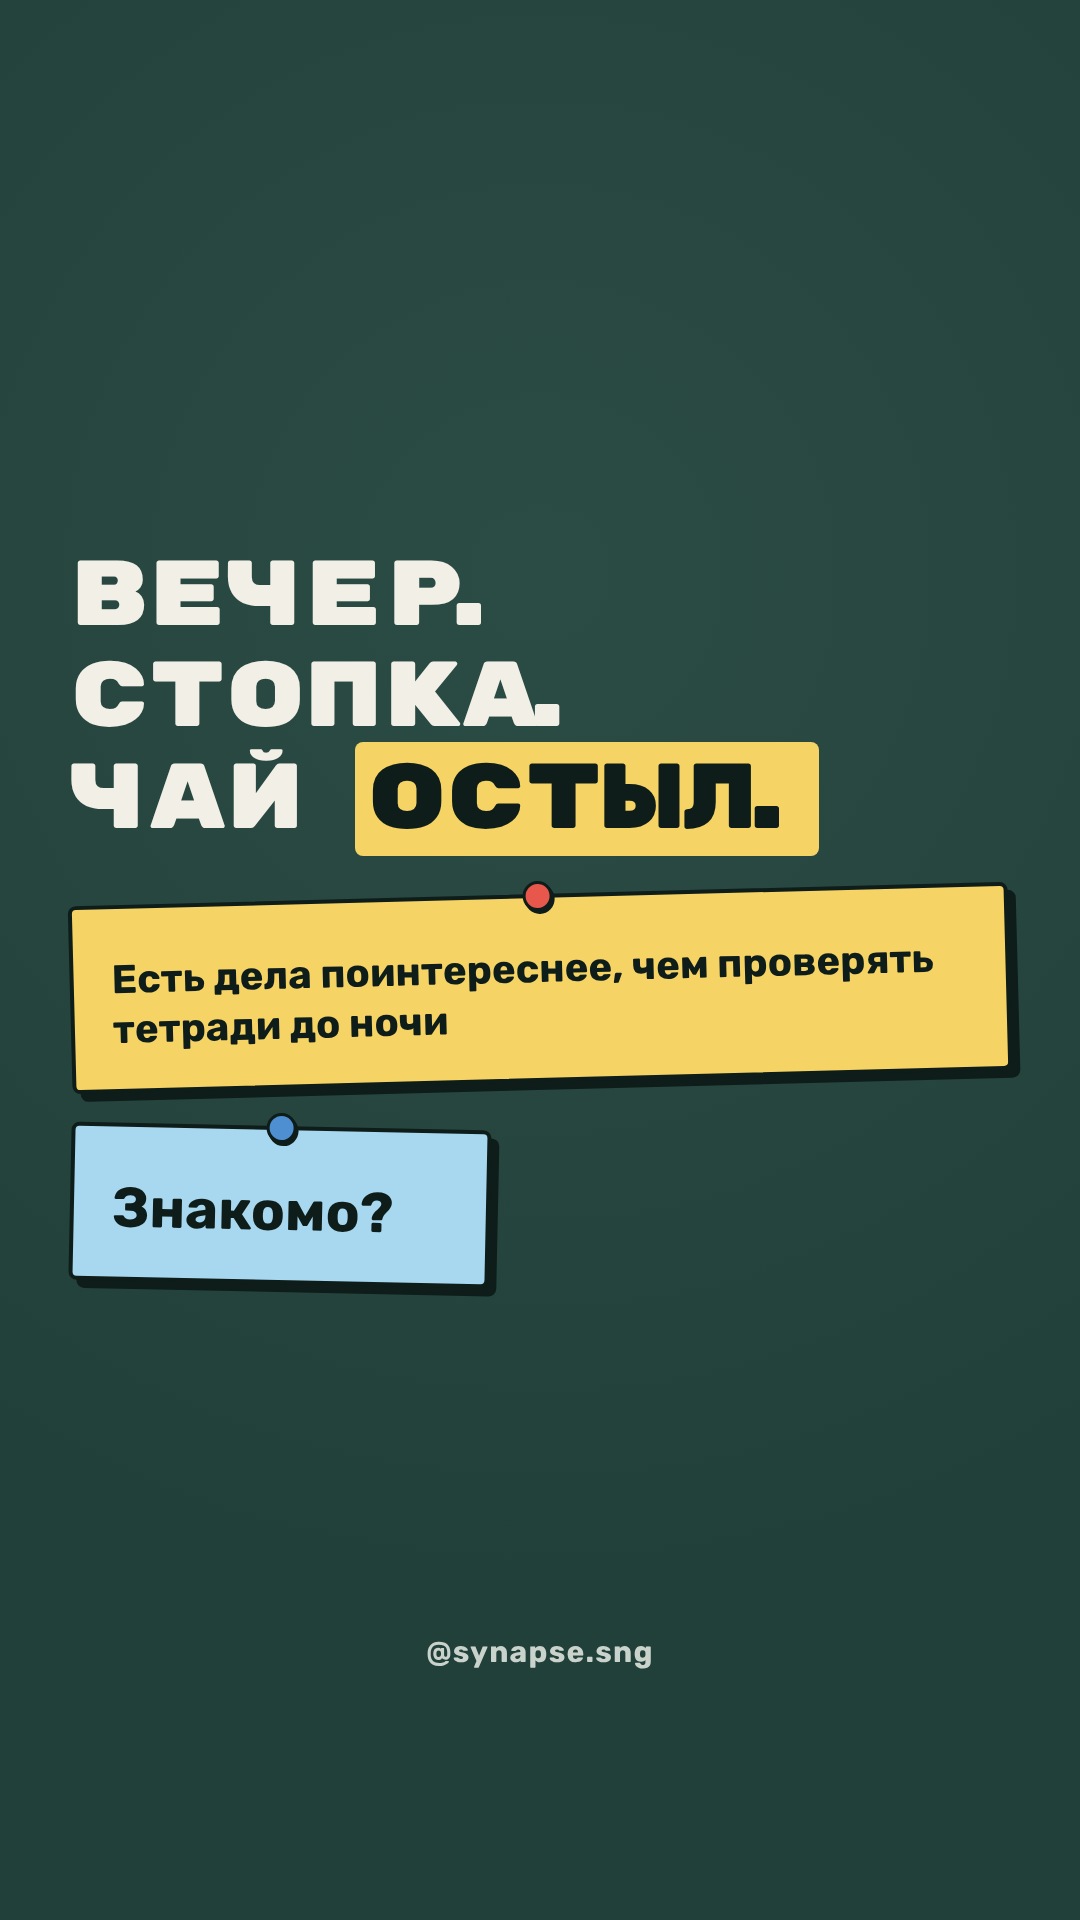 ВЕЧЕР.
СТОПКА.
ЧАЙ ОСТЫЛ.
Есть дела поинтереснее, чем проверять
тетради до ночи
Знакомо?
@synapse.sng